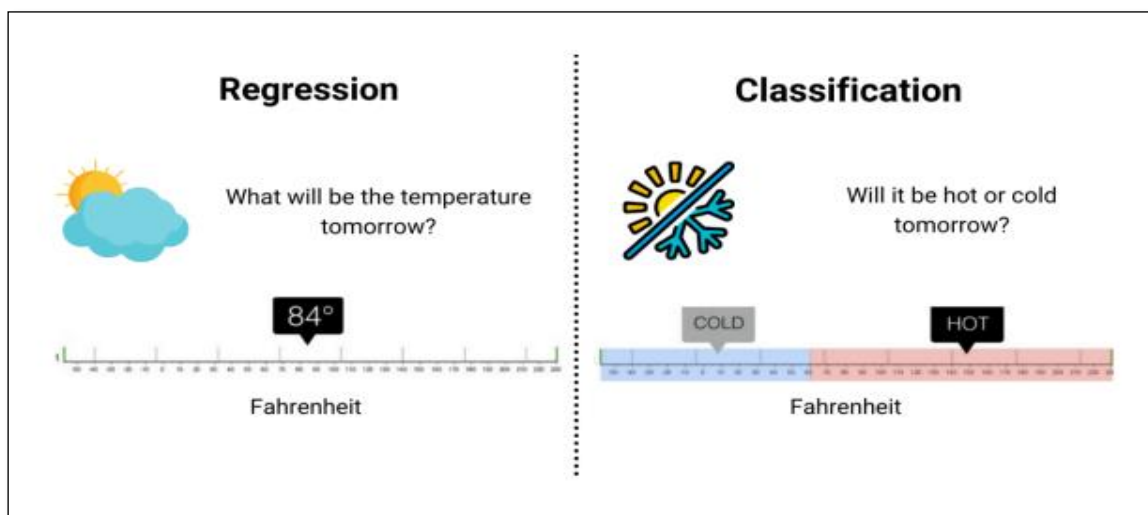 Regression
What will be the temperature
tomorrow?
84°
Fahrenheit
Classification
Will it be hot or cold
tomorrow?
COLD
HOT
Fahrenheit